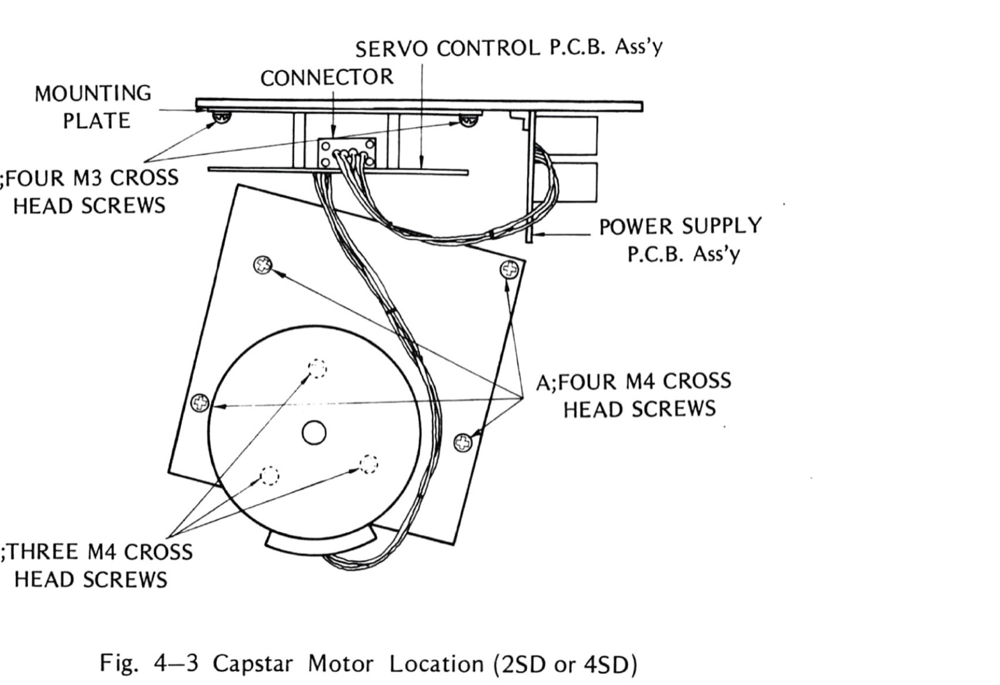 SERVO CONTROL P.C.B. Ass'y
CONNECTOR
MOUNTING
PLATE
;FOUR M3 CROSS
HEAD SCREWS
POWER SUPPLY
P.C.B. Ass'y
A;FOUR M4 CROSS
HEAD SCREWS
;THREE M4 CROSS
HEAD SCREWS
Fig. 4–3 Capstar Motor Location (2SD or 4SD)